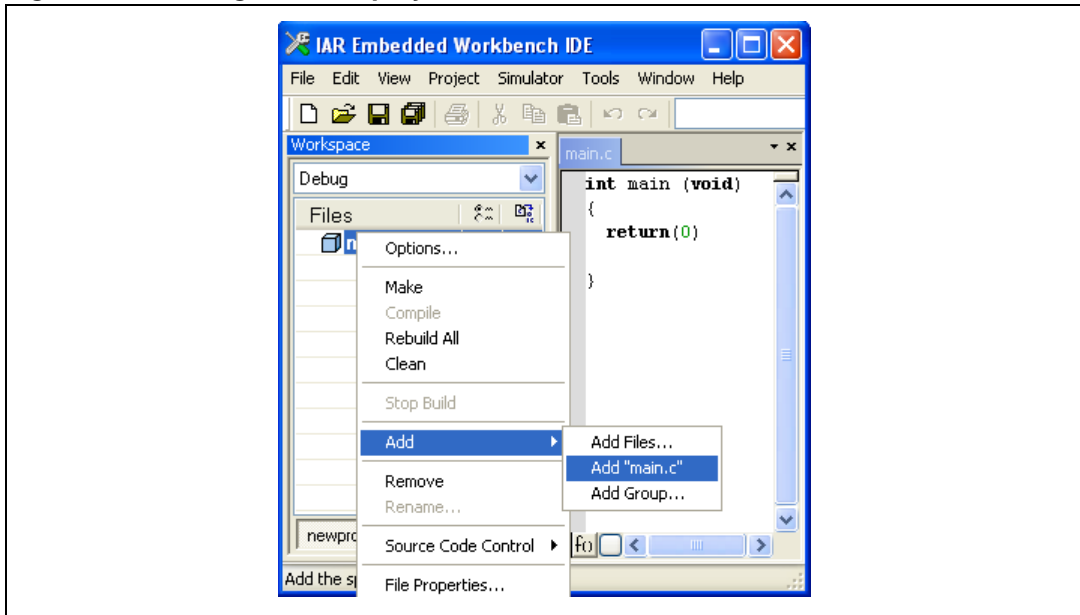 IAR Embedded Workbench IDE
File Edit View Project Simulator Tools Window Help
Workspace
Debug
Files
main.c
int main (void)
{
return(0)
}
Options...
Make
Compile
Rebuild All
Clean
Stop Build
Add
Remove
Rename...
Source Code Control
File Properties...
Add Files...
Add "main.c"
Add Group...
newpro
Add the s